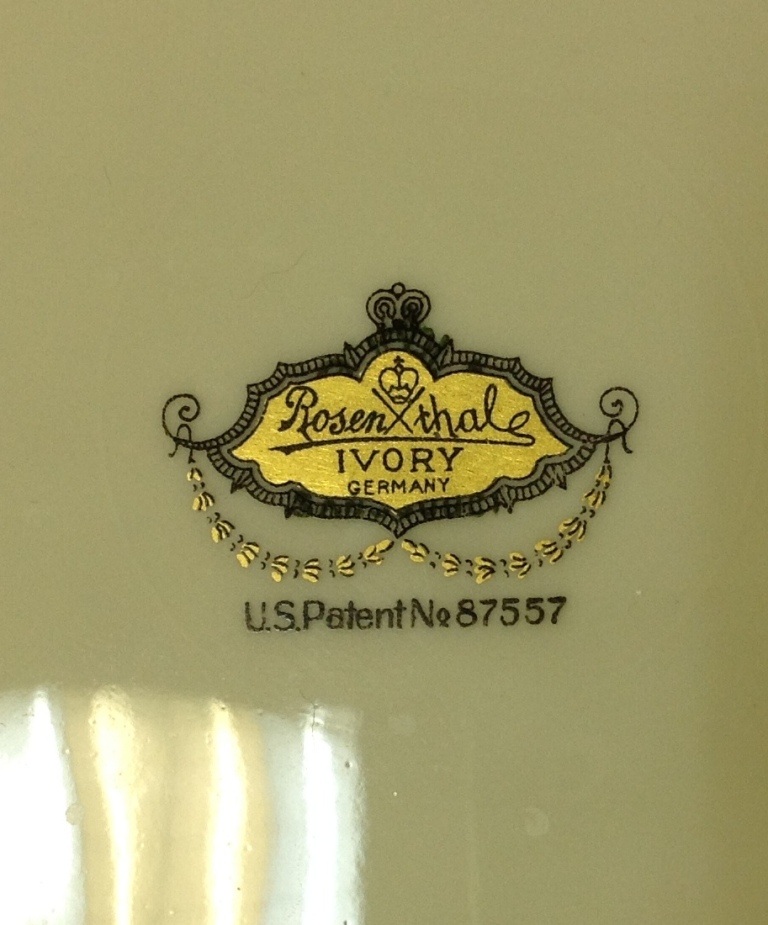 Rosenthal
IVORY
GERMANY
U.S. Patent No 87557